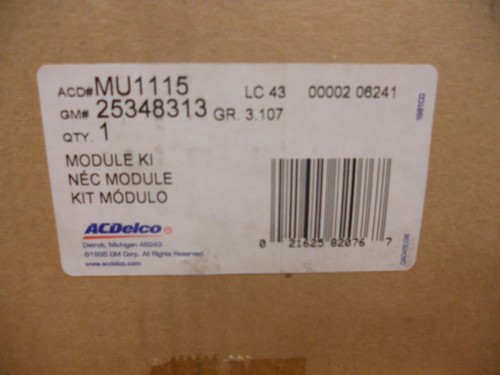 ACD# MU1115 LC 43 00002 06241
GM# 25348313 GR. 3.107
QTY. 1
MODULE KI
NÉC MODULE
KIT MÓDULO
ACDelco
Detroit, Michigan 48243
©1995 GM Corp. All Rights Reserved
www.acdelco.com
0 21625 82076 7